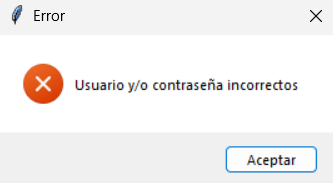 Error
Usuario y/o contraseña incorrectos
Aceptar